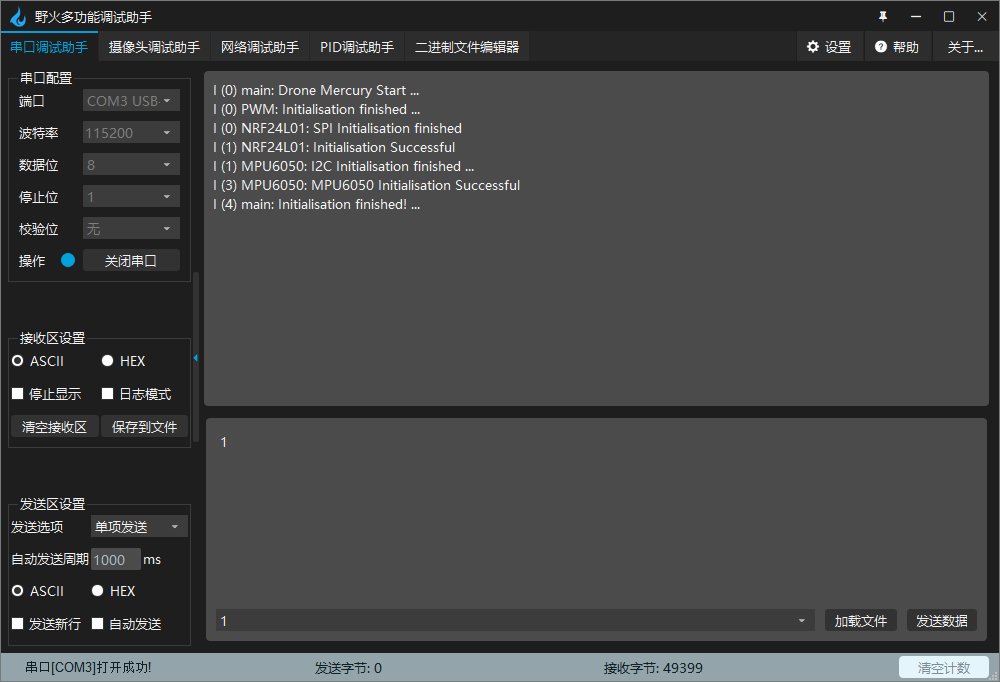 野火多功能调试助手
串口调试助手 摄像头调试助手 网络调试助手 PID调试助手 二进制文件编辑器 设置 帮助 关于...
串口配置
端口 COM3 USB
波特率 115200
数据位 8
停止位 1
校验位 无
操作 关闭串口
接收区设置
ASCII HEX
停止显示 日志模式
清空接收区 保存到文件
发送区设置
发送选项 单项发送
自动发送周期 1000 ms
ASCII HEX
发送新行 自动发送
I (0) main: Drone Mercury Start ...
I (0) PWM: Initialisation finished ...
I (0) NRF24L01: SPI Initialisation finished
I (1) NRF24L01: Initialisation Successful
I (1) MPU6050: I2C Initialisation finished ...
I (3) MPU6050: MPU6050 Initialisation Successful
I (4) main: Initialisation finished! ...
1
1 加载文件 发送数据
串口[COM3]打开成功! 发送字节: 0 接收字节: 49399 清空计数